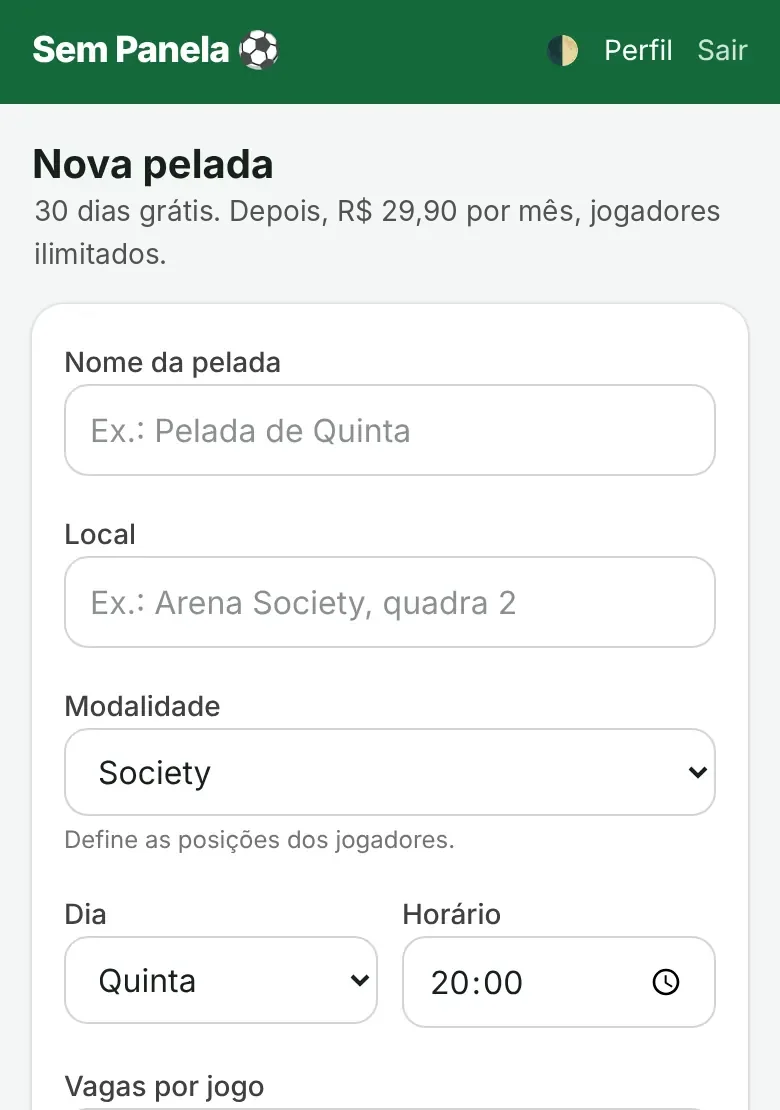 Sem Panela ⚽ 🌓 Perfil Sair
Nova pelada
30 dias grátis. Depois, R$ 29,90 por mês, jogadores
ilimitados.
Nome da pelada
Ex.: Pelada de Quinta
Local
Ex.: Arena Society, quadra 2
Modalidade
Society
Define as posições dos jogadores.
Dia Horário
Quinta 20:00
Vagas por jogo